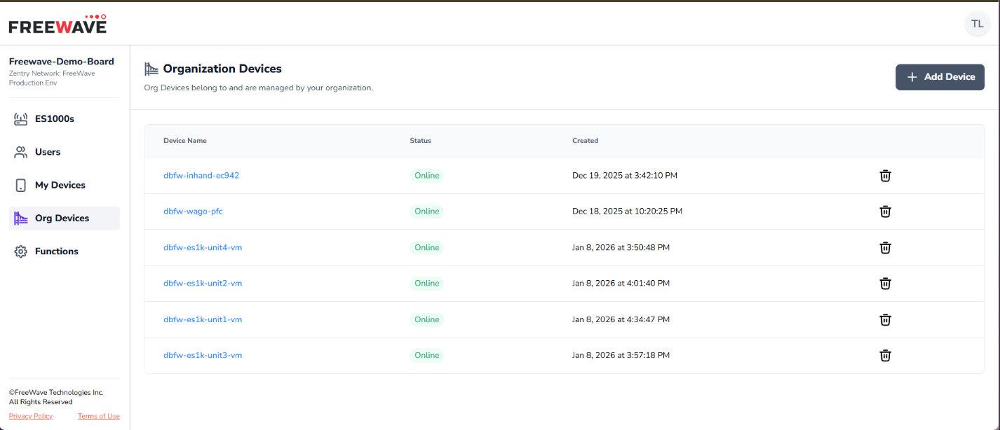 FREEWAVE
TL
Freewave-Demo-Board
Zentry Network: FreeWave
Production Env
ES1000s
Users
My Devices
Org Devices
Functions
©FreeWave Technologies Inc.
All Rights Reserved
Privacy Policy Terms of Use
Organization Devices
Org Devices belong to and are managed by your organization.
+ Add Device
Device Name Status Created
dbfw-inhand-ec942 Online Dec 19, 2025 at 3:42:10 PM
dbfw-wago-pfc Online Dec 18, 2025 at 10:20:25 PM
dbfw-es1k-unit4-vm Online Jan 8, 2026 at 3:50:48 PM
dbfw-es1k-unit2-vm Online Jan 8, 2026 at 4:01:40 PM
dbfw-es1k-unit1-vm Online Jan 8, 2026 at 4:34:47 PM
dbfw-es1k-unit3-vm Online Jan 8, 2026 at 3:57:18 PM